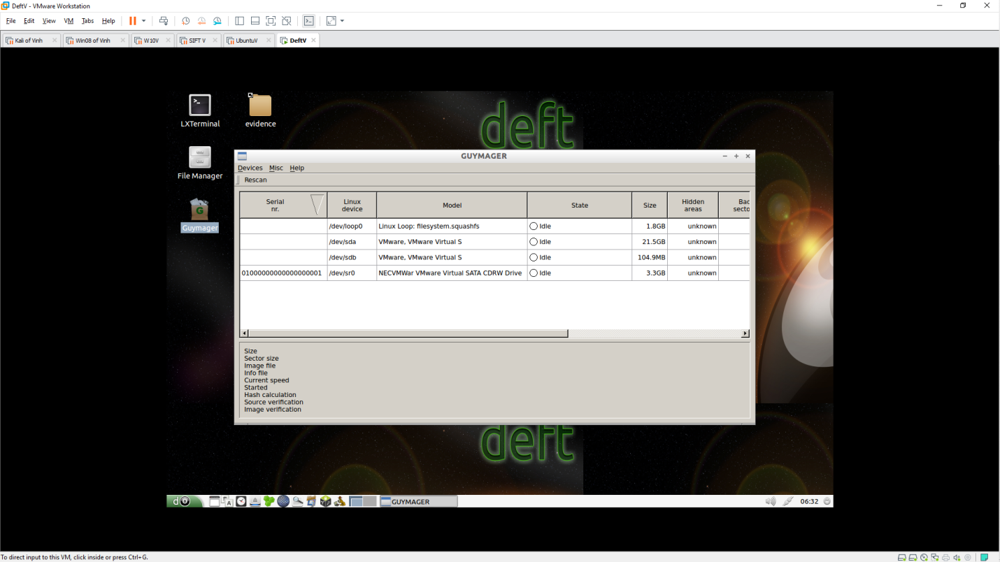 DeftV - VMware Workstation
File Edit View VM Tabs Help
Kali of Vinh Win08 of Vinh W10V SIFT V UbuntuV DeftV
deft
LXTerminal evidence
File Manager
Guymager
GUYMAGER
Devices Misc Help
Rescan
Serial nr. Linux device Model State Size Hidden areas
/dev/loop0 Linux Loop: filesystem.squashfs Idle 1.8GB unknown
/dev/sda VMware, VMware Virtual S Idle 21.5GB unknown
/dev/sdb VMware, VMware Virtual S Idle 104.9MB unknown
01000000000000000001 /dev/sr0 NECVMWar VMware Virtual SATA CDRW Drive Idle 3.3GB unknown
Size
Sector size
Image file
Info file
Current speed
Started
Hash calculation
Source verification
Image verification
deft
d 8 GUYMAGER 06:32
To direct input to this VM, click inside or press Ctrl+G.